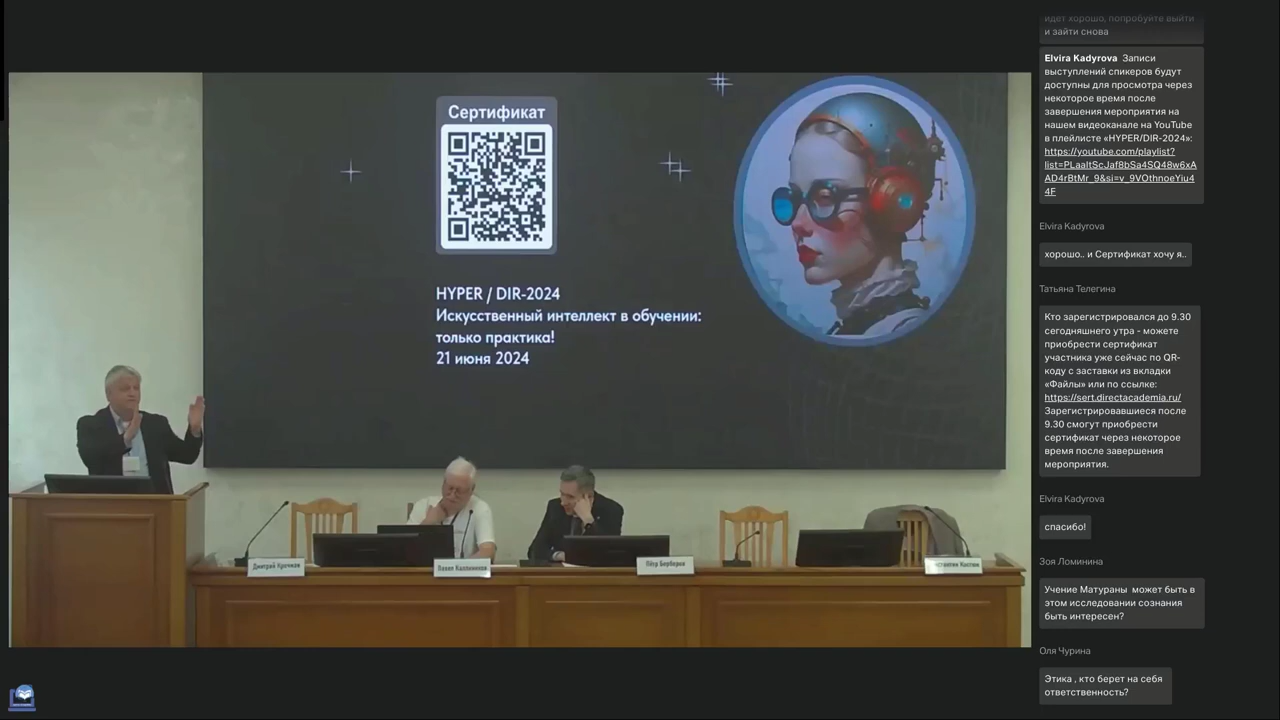 Сертификат
HYPER / DIR-2024
Искусственный интеллект в обучении:
только практика!
21 июня 2024
Дмитрий Крючков
Павел Калпинский
Пётр Берберов
идет хорошо, попробуйте выйти
и зайти снова
Elvira Kadyrova Записи
выступлений спикеров будут
доступны для просмотра через
некоторое время после
завершения мероприятия на
нашем видеоканале на YouTube
в плейлисте «HYPER/DIR-2024»:
https://youtube.com/playlist?
list=PLaaltScJaf8bSa4SQ48w6xA
AD4rBtMr_9&si=v_9VOthnoeYiu4
4F
Elvira Kadyrova
хорошо.. и Сертификат хочу я..
Татьяна Телегина
Кто зарегистрировался до 9.30
сегодняшнего утра - можете
приобрести сертификат
участника уже сейчас по QR-
коду с заставки из вкладки
«Файлы» или по ссылке:
https://sert.directacademia.ru/
Зарегистрировавшиеся после
9.30 смогут приобрести
сертификат через некоторое
время после завершения
мероприятия.
Elvira Kadyrova
спасибо!
Зоя Ломинина
Учение Матураны может быть в
этом исследовании сознания
быть интересен?
Оля Чурина
Этика , кто берет на себя
ответственность?